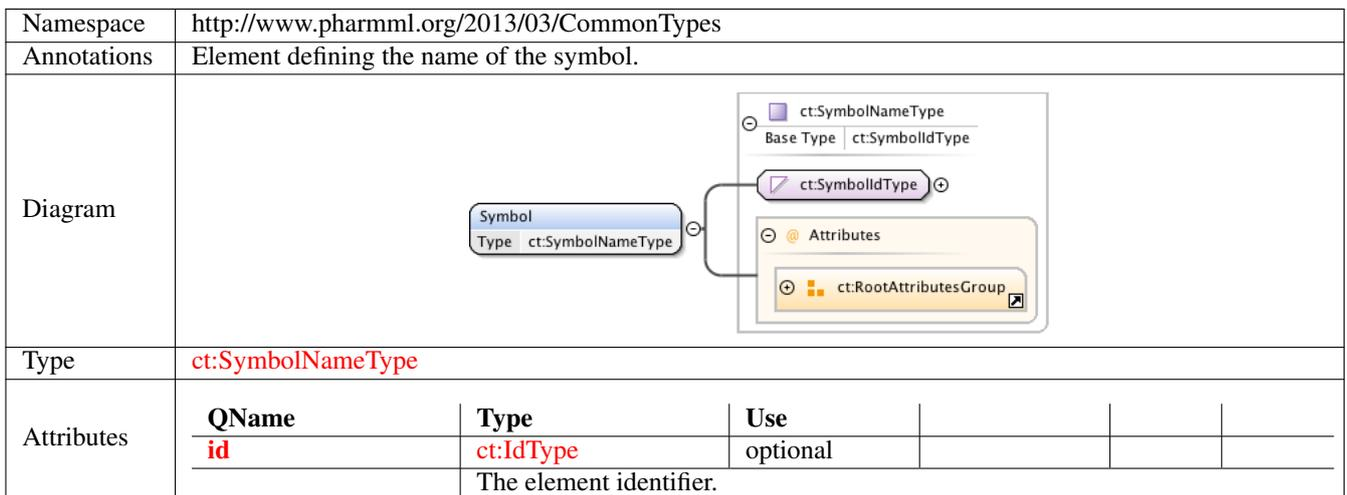 Namespace http://www.pharmml.org/2013/03/CommonTypes
Annotations Element defining the name of the symbol.
Diagram
ct:SymbolNameType
Base Type ct:SymbolIdType
ct:SymbolIdType
Symbol
Type ct:SymbolNameType
@ Attributes
ct:RootAttributesGroup
Type ct:SymbolNameType
Attributes
QName Type Use
id ct:IdType optional
The element identifier.